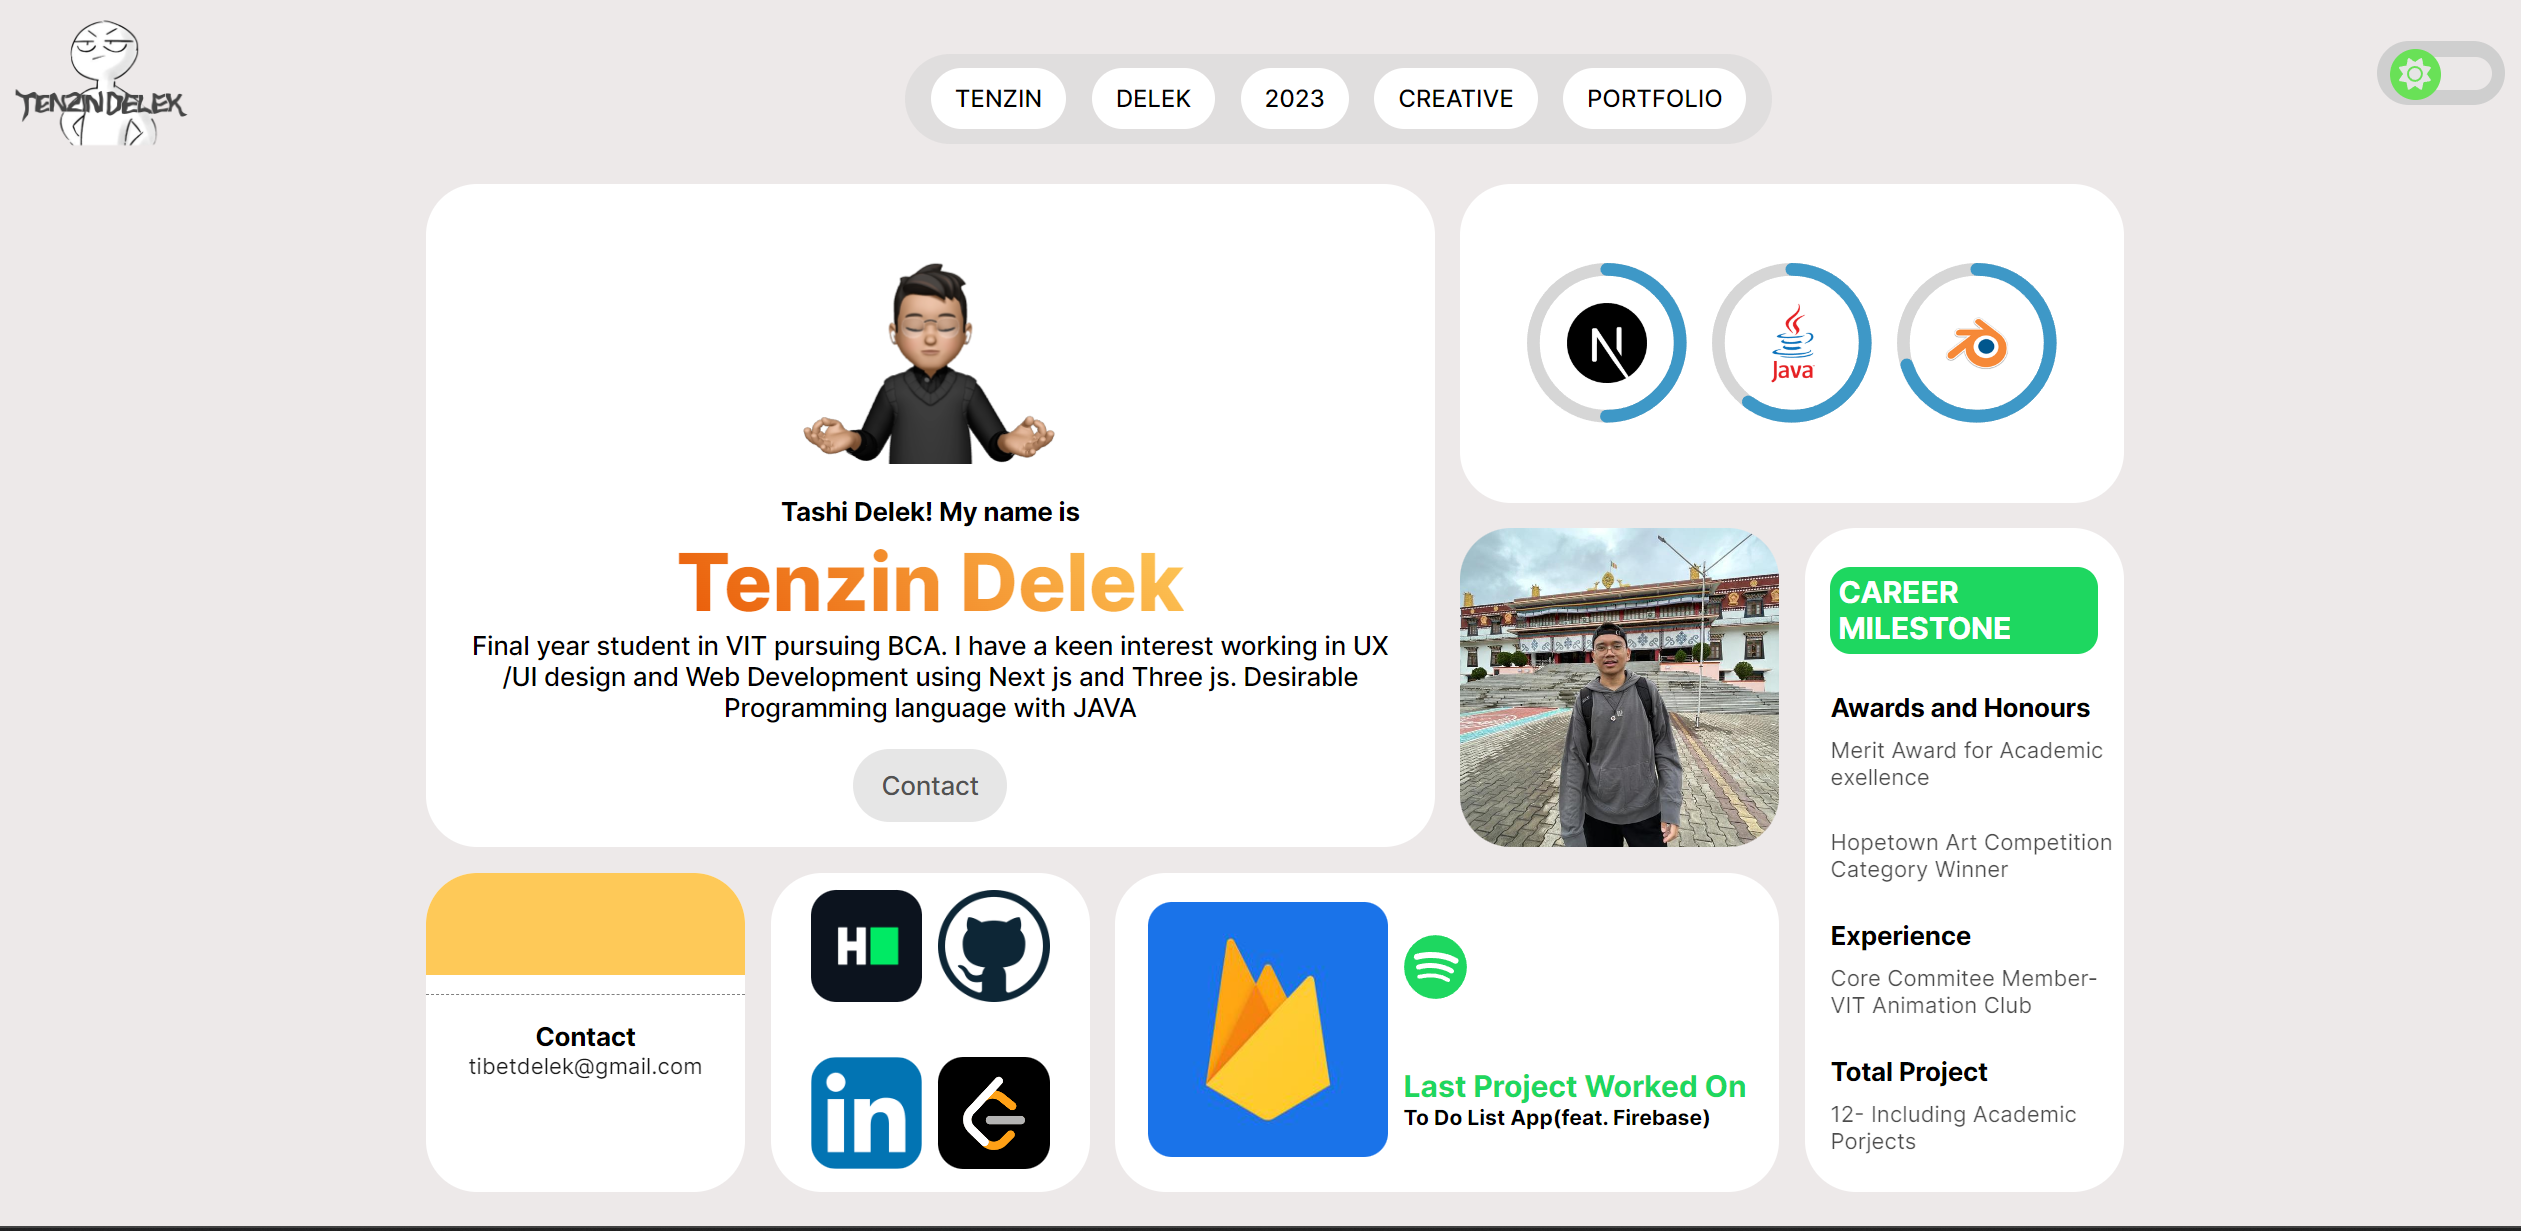 TENZIN DELEK
TENZIN
DELEK
2023
CREATIVE
PORTFOLIO
Tashi Delek! My name is
Tenzin Delek
Final year student in VIT pursuing BCA. I have a keen interest working in UX
/UI design and Web Development using Next js and Three js. Desirable
Programming language with JAVA
Contact
N
Java
CAREER
MILESTONE
Awards and Honours
Merit Award for Academic
exellence
Hopetown Art Competition
Category Winner
Experience
Core Commitee Member-
VIT Animation Club
Total Project
12- Including Academic
Porjects
Contact
tibetdelek@gmail.com
H
in
Last Project Worked On
To Do List App(feat. Firebase)